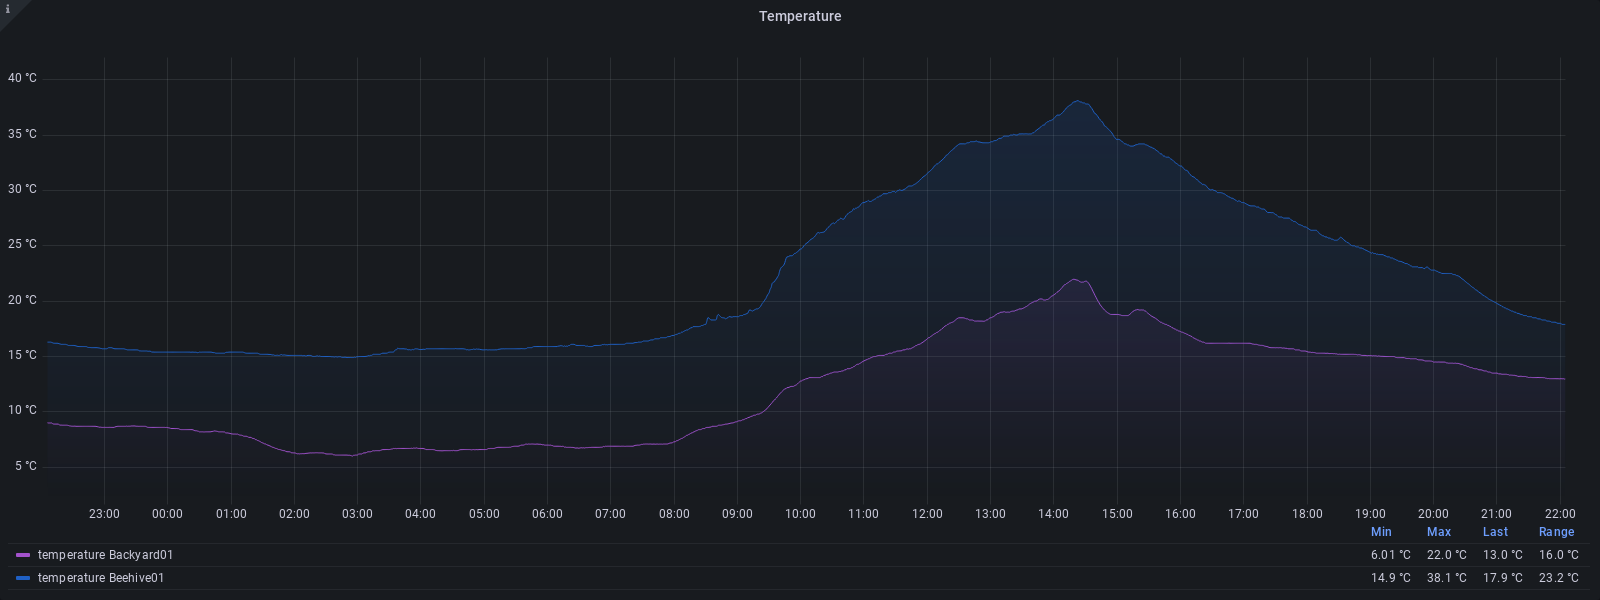 i
Temperature
40 °C
35 °C
30 °C
25 °C
20 °C
15 °C
10 °C
5 °C
23:00 00:00 01:00 02:00 03:00 04:00 05:00 06:00 07:00 08:00 09:00 10:00 11:00 12:00 13:00 14:00 15:00 16:00 17:00 18:00 19:00 20:00 21:00 22:00
Min Max Last Range
temperature Backyard01 6.01 °C 22.0 °C 13.0 °C 16.0 °C
temperature Beehive01 14.9 °C 38.1 °C 17.9 °C 23.2 °C